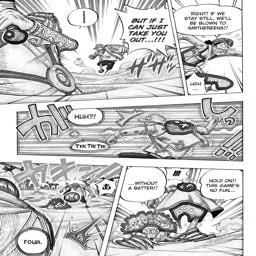 RIGHT! IF WE
STAY STILL, WE'LL
BE BLOWN TO
SMITHEREENS!!
BUT IF I
CAN JUST
TAKE YOU
OUT...!!!
!
HUH?!
TIK TIK TIK
HOLD ON!!
THIS GAME'S
NO FUN...
...WITHOUT
A BATTER!!
FOUR.